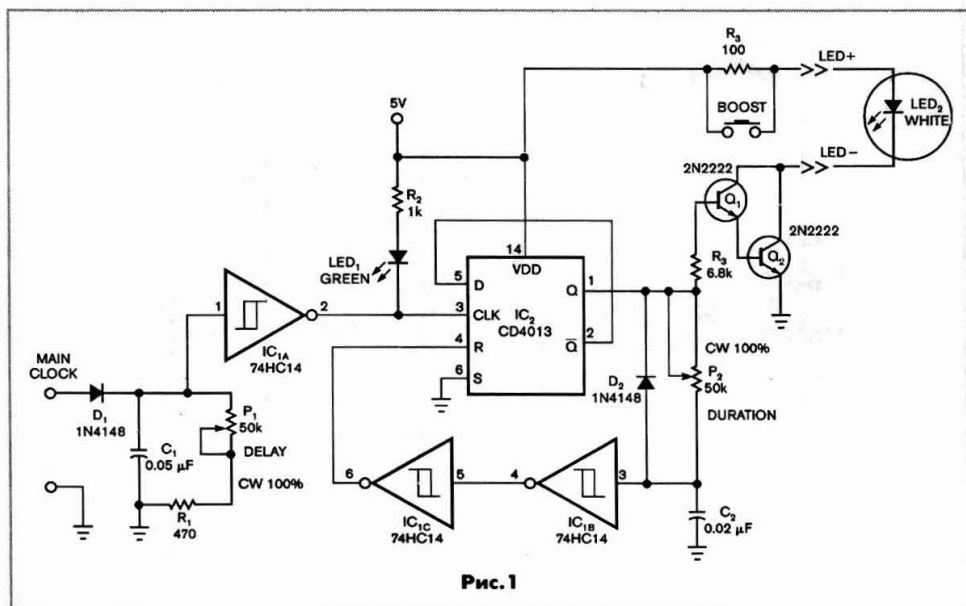 R3
100
LED+
BOOST
LED2
WHITE
5V
LED−
2N2222
R2
1k
Q1
2N2222
14
VDD
R3
6.8k
Q2
LED1
GREEN
5
D
Q
1
1
2
3
CLK
IC2
CD4013
Q
2
4
R
6
S
IC1A
74HC14
MAIN
CLOCK
D1
1N4148
P1
50k
C1
0.05 µF
DELAY
CW 100%
R1
470
D2
1N4148
CW 100%
P2
50k
DURATION
6
5
4
3
IC1C
74HC14
IC1B
74HC14
C2
0.02 µF
Рис.1